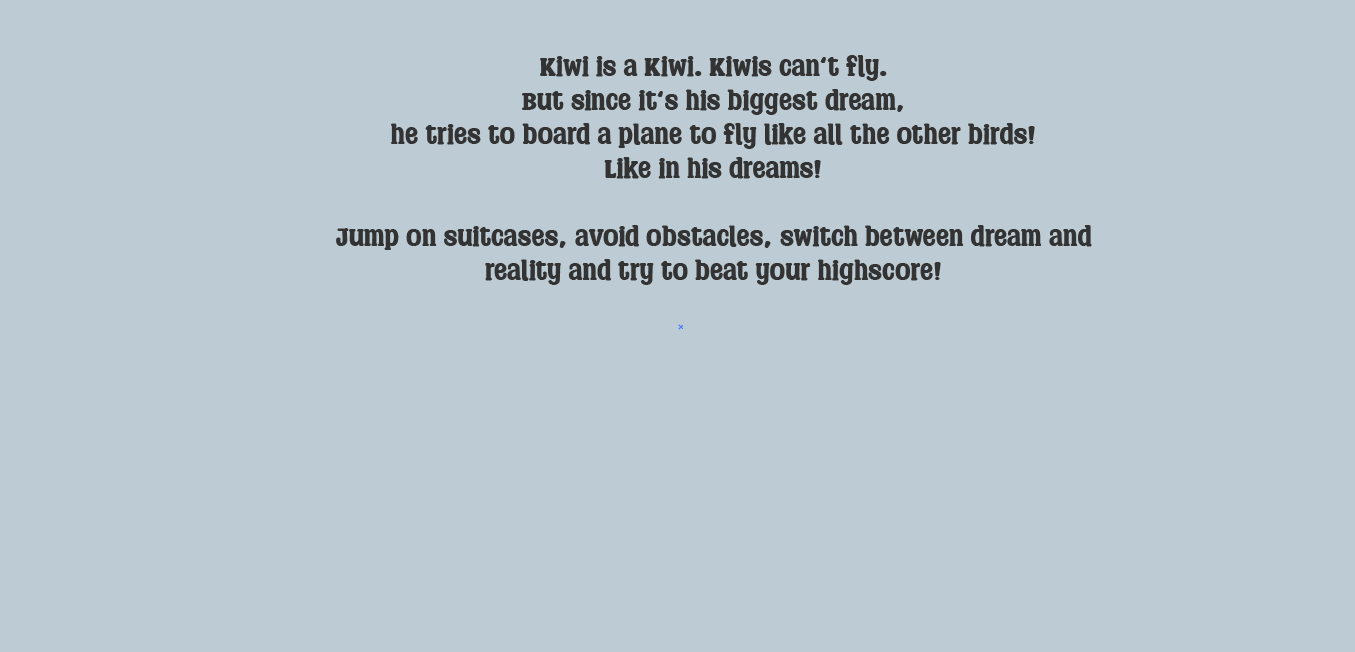 Kiwi is a Kiwi. Kiwis can't fly.
But since it's his biggest dream,
he tries to board a plane to fly like all the other birds!
Like in his dreams!
Jump on suitcases, avoid obstacles, switch between dream and
reality and try to beat your highscore!